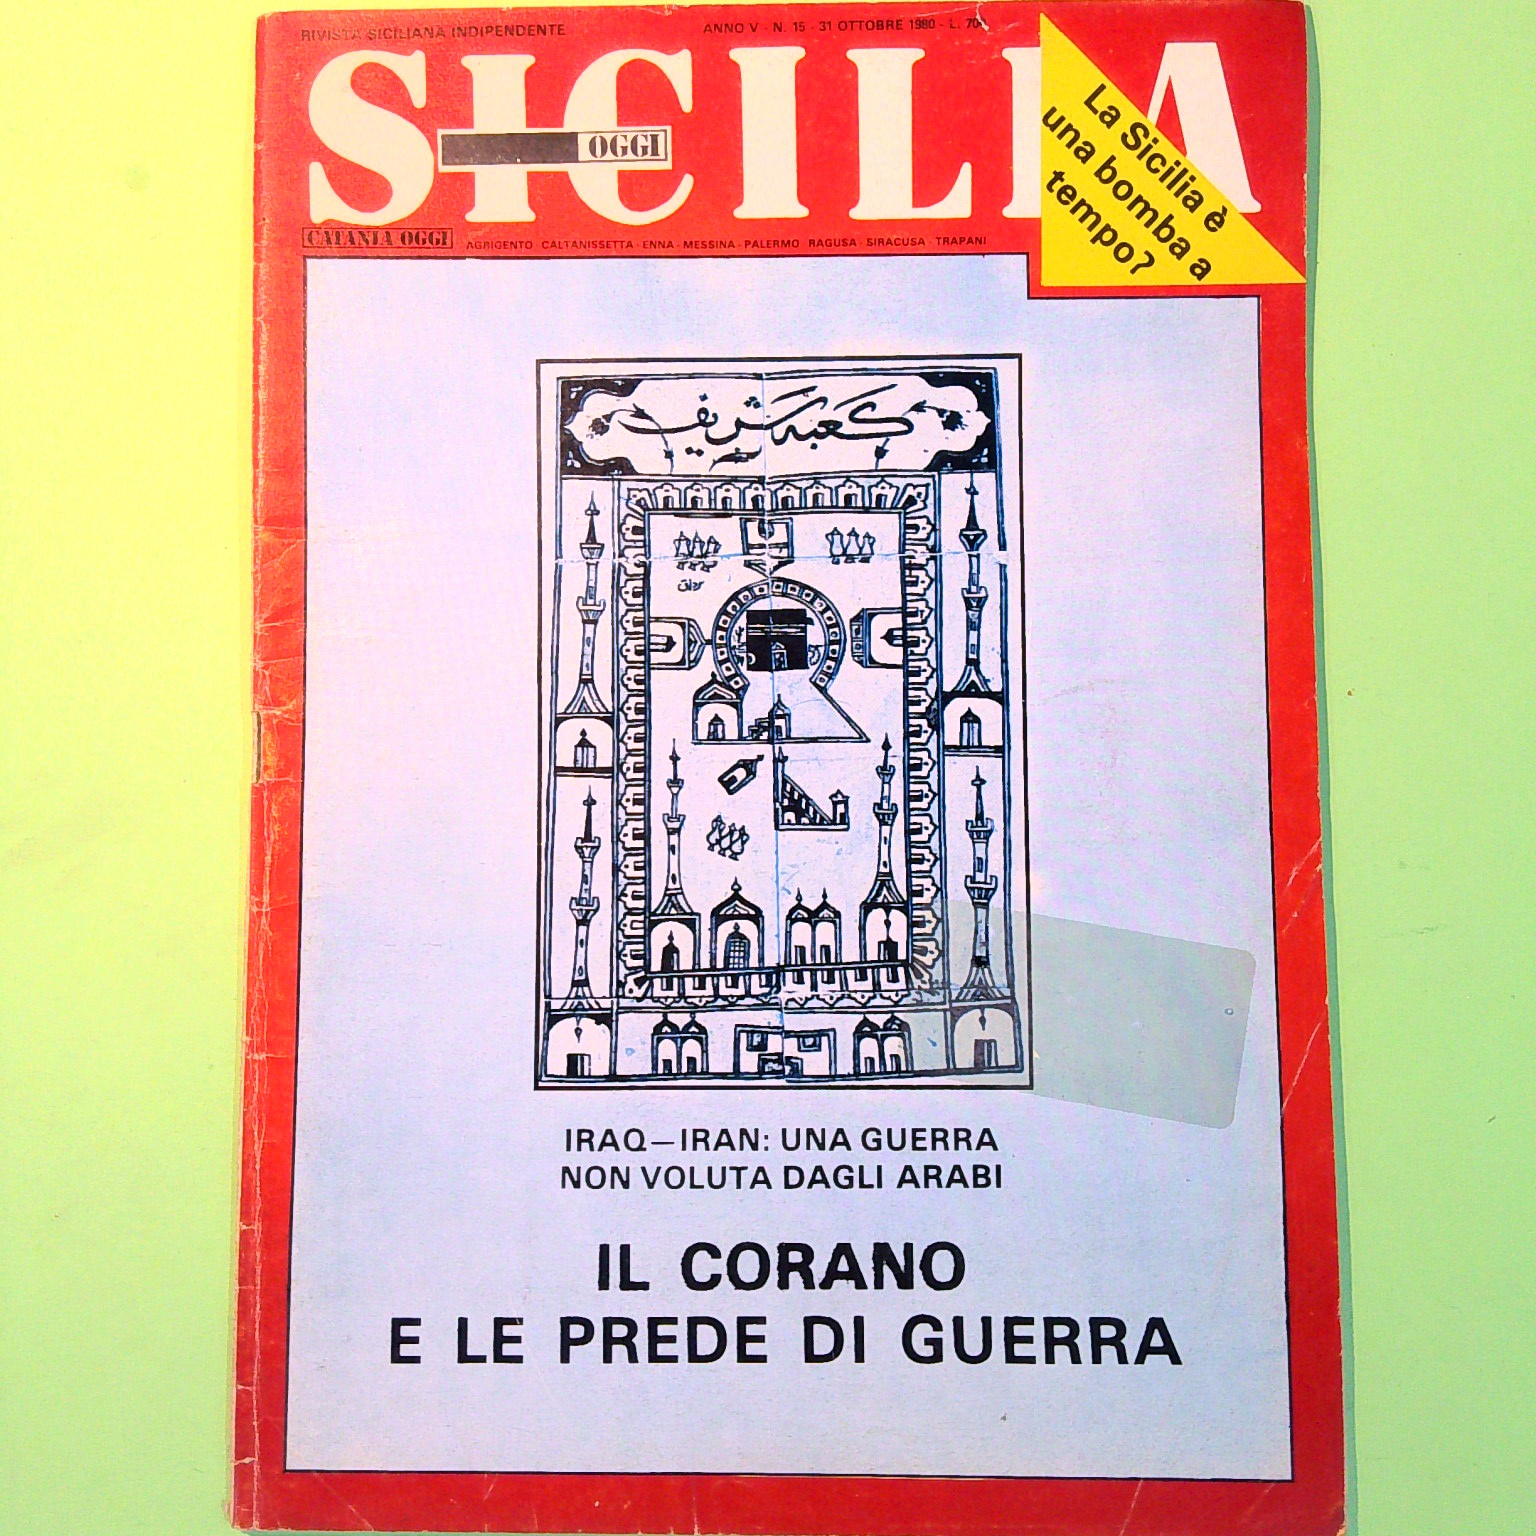 RIVISTA SICILIANA INDIPENDENTE
ANNO V - N. 15 - 31 OTTOBRE 1980 - L. 700
SICILIA
OGGI
CATANIA OGGI
AGRIGENTO - CALTANISSETTA - ENNA - MESSINA - PALERMO - RAGUSA - SIRACUSA - TRAPANI
La Sicilia è
una bomba a
tempo?
كعبه شريف
IRAQ—IRAN: UNA GUERRA
NON VOLUTA DAGLI ARABI
IL CORANO
E LE PREDE DI GUERRA